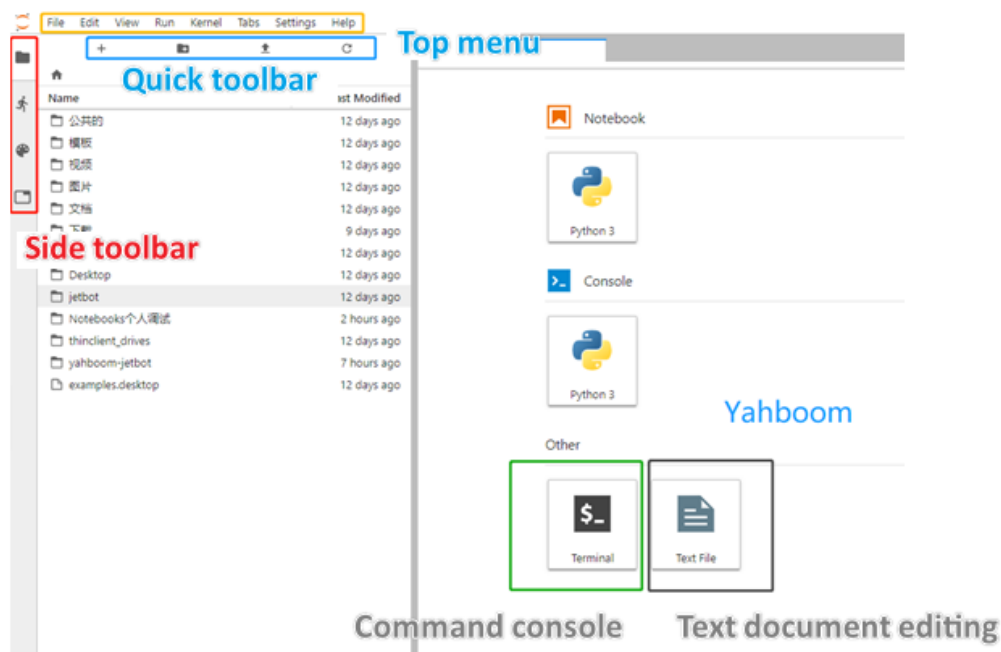 File Edit View Run Kernel Tabs Settings Help
Top menu
Quick toolbar
Name
Last Modified
公共的 12 days ago
模板 12 days ago
视频 12 days ago
图片 12 days ago
文档 12 days ago
下载 9 days ago
Side toolbar
12 days ago
Desktop 12 days ago
jetbot 12 days ago
Notebooks个人调试 2 hours ago
thinclient_drives 12 days ago
yahboom-jetbot 7 hours ago
examples.desktop 12 days ago
Notebook
Python 3
Console
Python 3
Yahboom
Other
$_
Terminal
Text File
Command console
Text document editing